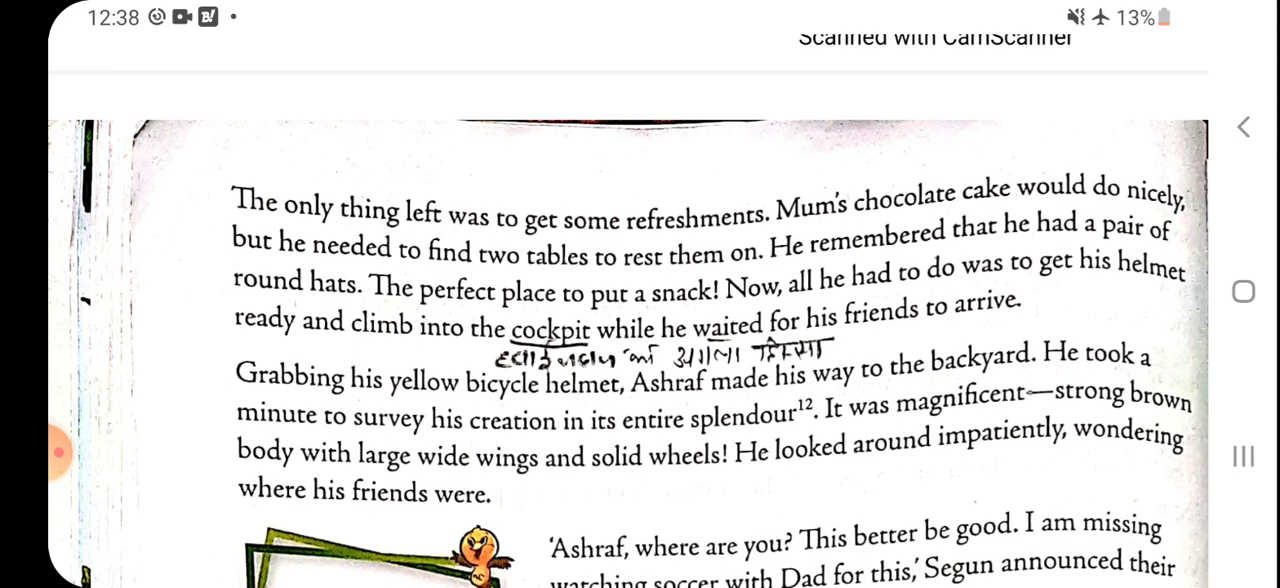 12:38
13%
Scanned with CamScanner
The only thing left was to get some refreshments. Mum's chocolate cake would do nicely,
but he needed to find two tables to rest them on. He remembered that he had a pair of
round hats. The perfect place to put a snack! Now, all he had to do was to get his helmet
ready and climb into the cockpit while he waited for his friends to arrive.
हवाईजहाज का अगला हिस्सा
Grabbing his yellow bicycle helmet, Ashraf made his way to the backyard. He took a
minute to survey his creation in its entire splendour¹². It was magnificent—strong brown
body with large wide wings and solid wheels! He looked around impatiently, wondering
where his friends were.
'Ashraf, where are you? This better be good. I am missing
watching soccer with Dad for this,' Segun announced their